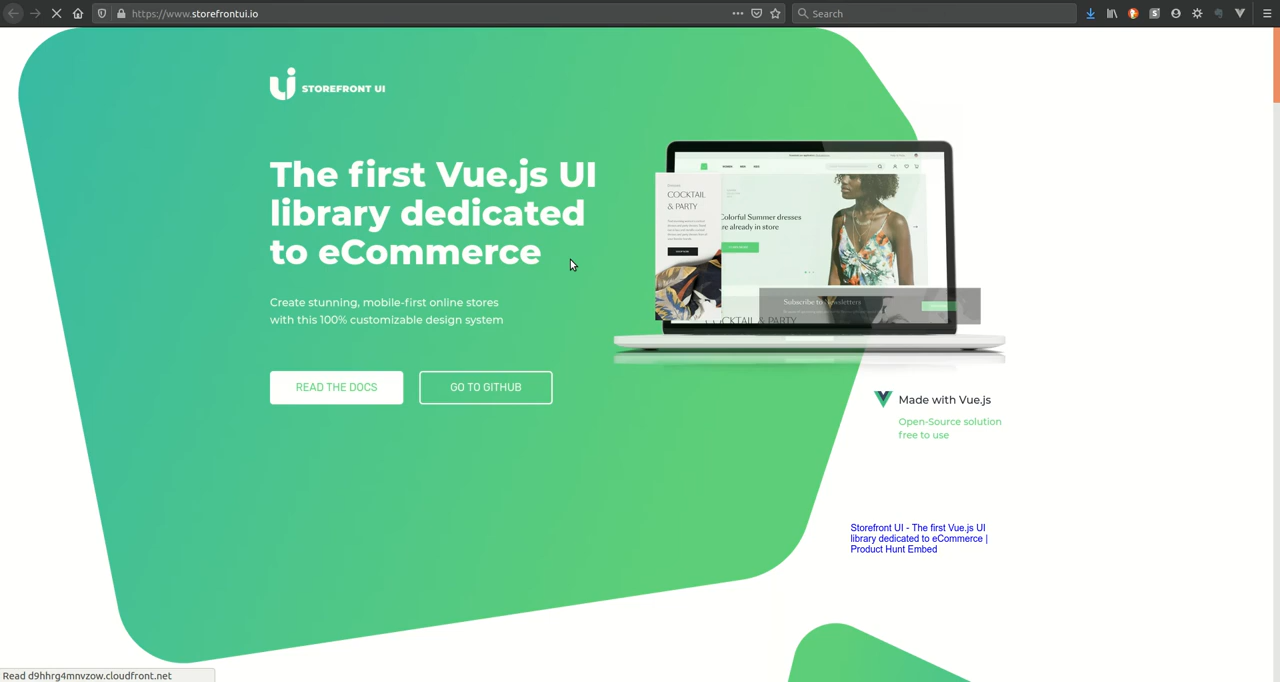 https://www.storefrontui.io
Search
STOREFRONT UI
The first Vue.js UI
library dedicated
to eCommerce
Create stunning, mobile-first online stores
with this 100% customizable design system
READ THE DOCS
GO TO GITHUB
COCKTAIL
& PARTY
Colorful Summer dresses
re already in store
Subscribe to Newsletters
COCKTAIL & PARTY
Made with Vue.js
Open-Source solution
free to use
Storefront UI - The first Vue.js UI
library dedicated to eCommerce |
Product Hunt Embed
Read d9hhrg4mnvzow.cloudfront.net